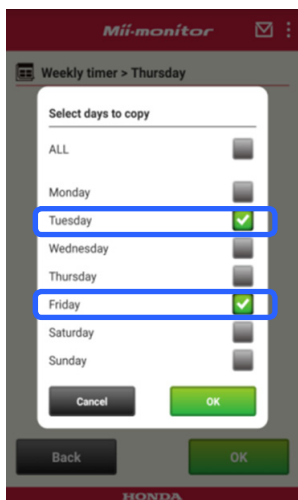 Mii-monitor
Weekly timer > Thursday
Select days to copy
ALL
Monday
Tuesday
Wednesday
Thursday
Friday
Saturday
Sunday
Cancel OK
Back OK
HONDA